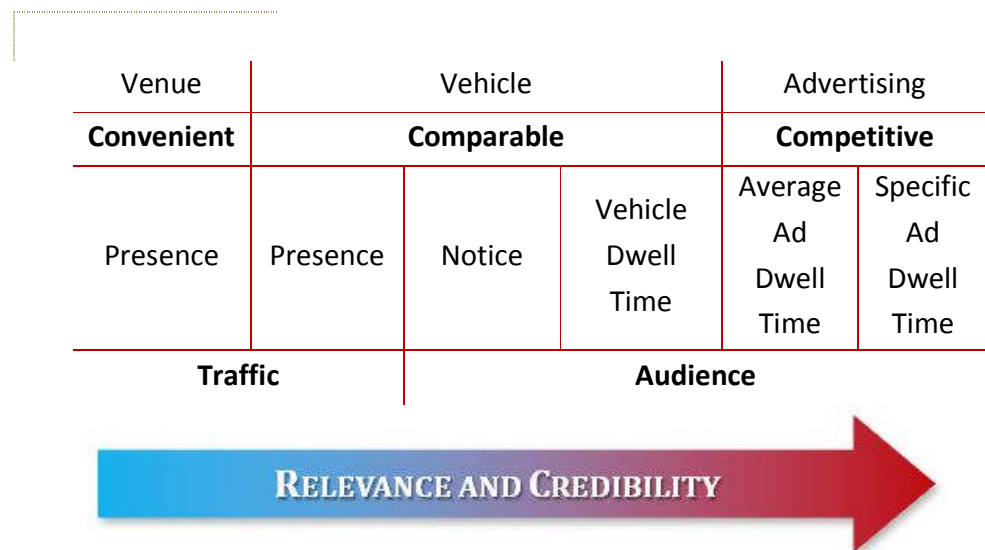 Venue Vehicle Advertising
Convenient Comparable Competitive
Presence Presence Notice Vehicle Dwell Time Average Ad Dwell Time Specific Ad Dwell Time
Traffic Audience
RELEVANCE AND CREDIBILITY